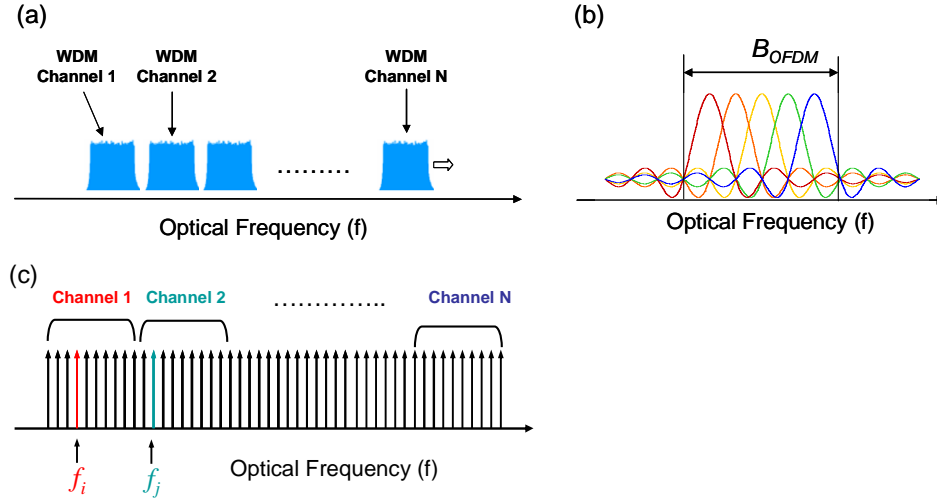 (a)
WDM Channel 1
WDM Channel 2
WDM Channel N
.........
Optical Frequency (f)
(b)
B_OFDM
Optical Frequency (f)
(c)
Channel 1
Channel 2
..............
Channel N
f_i
f_j
Optical Frequency (f)